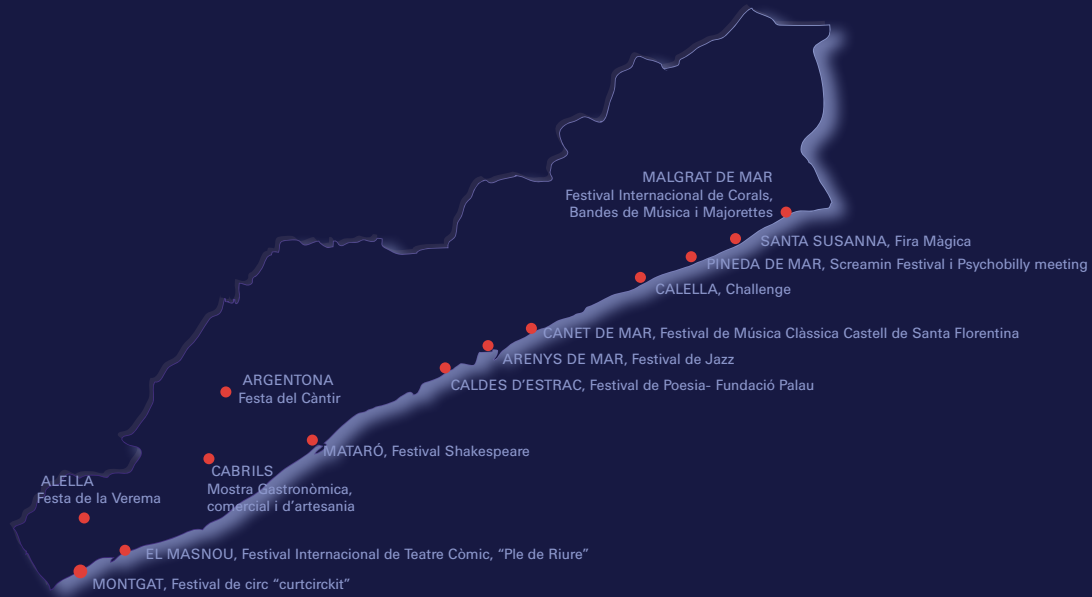 MALGRAT DE MAR
Festival Internacional de Corals,
Bandes de Música i Majorettes
SANTA SUSANNA, Fira Màgica
PINEDA DE MAR, Screamin Festival i Psychobilly meeting
CALELLA, Challenge
CANET DE MAR, Festival de Música Clàssica Castell de Santa Florentina
ARENYS DE MAR, Festival de Jazz
ARGENTONA
Festa del Càntir
CALDES D'ESTRAC, Festival de Poesia- Fundació Palau
MATARÓ, Festival Shakespeare
CABRILS
Mostra Gastronòmica,
comercial i d'artesania
ALELLA
Festa de la Verema
EL MASNOU, Festival Internacional de Teatre Còmic, “Ple de Riure”
MONTGAT, Festival de circ “curtcirckit”